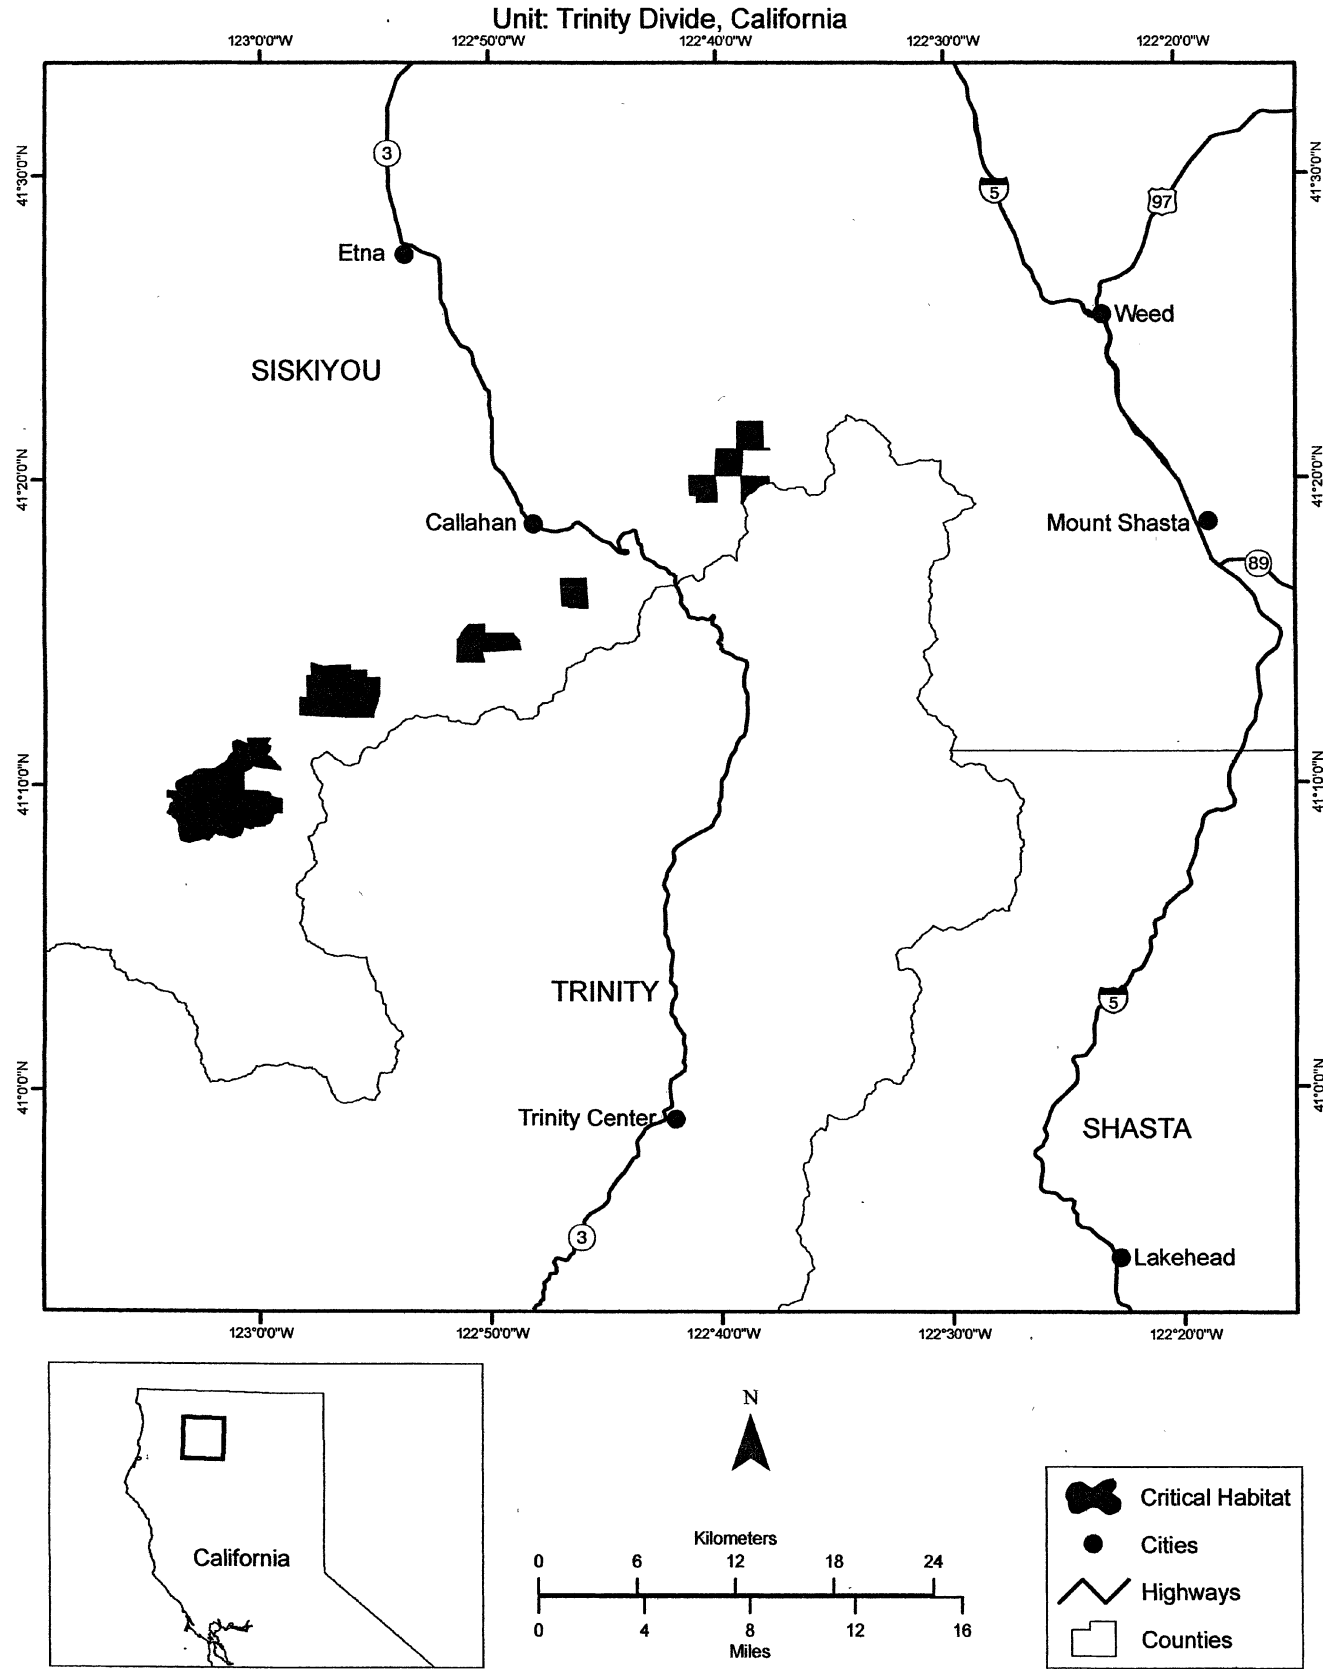 Unit: Trinity Divide, California
123°0'0"W 122°50'0"W 122°40'0"W 122°30'0"W 122°20'0"W
41°30'0"N
41°30'0"N
3
5
97
Etna
Weed
SISKIYOU
41°20'0"N
41°20'0"N
Callahan
Mount Shasta
89
41°10'0"N
41°10'0"N
TRINITY
5
41°0'0"N
41°0'0"N
Trinity Center
SHASTA
3
Lakehead
123°0'0"W 122°50'0"W 122°40'0"W 122°30'0"W 122°20'0"W
California
N
Kilometers
0 6 12 18 24
0 4 8 12 16
Miles
Critical Habitat
Cities
Highways
Counties